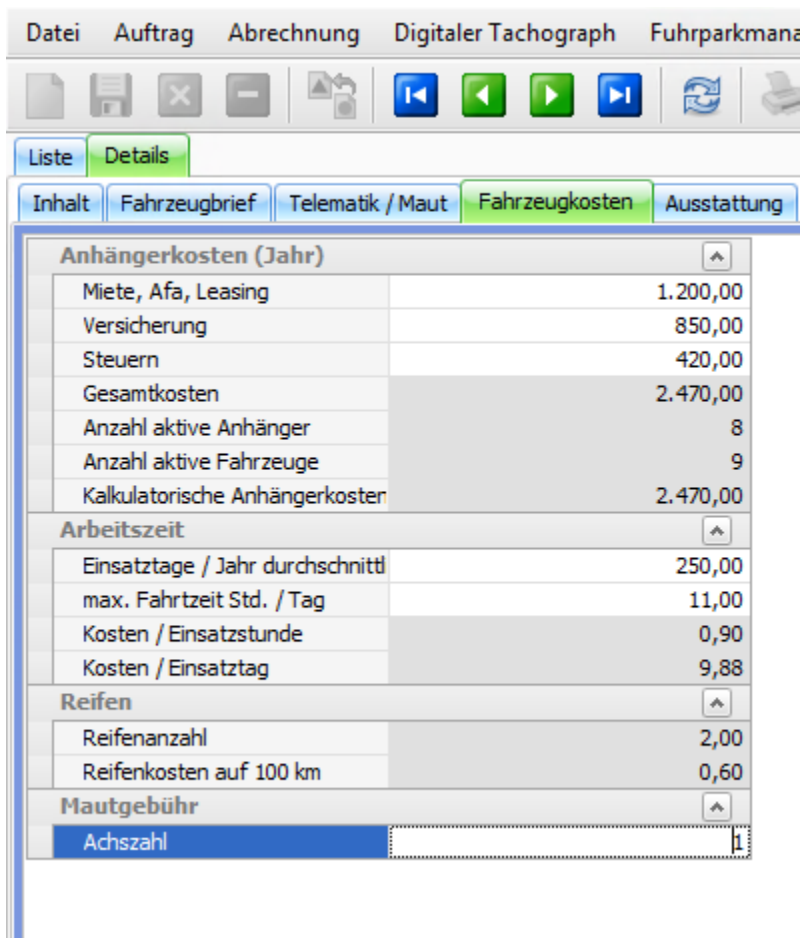 Datei Auftrag Abrechnung Digitaler Tachograph Fuhrparkmana
Liste Details
Inhalt Fahrzeugbrief Telematik / Maut Fahrzeugkosten Ausstattung
Anhängerkosten (Jahr)
Miete, Afa, Leasing 1.200,00
Versicherung 850,00
Steuern 420,00
Gesamtkosten 2.470,00
Anzahl aktive Anhänger 8
Anzahl aktive Fahrzeuge 9
Kalkulatorische Anhängerkosten 2.470,00
Arbeitszeit
Einsatztage / Jahr durchschnittl 250,00
max. Fahrtzeit Std. / Tag 11,00
Kosten / Einsatzstunde 0,90
Kosten / Einsatztag 9,88
Reifen
Reifenanzahl 2,00
Reifenkosten auf 100 km 0,60
Mautgebühr
Achszahl 1